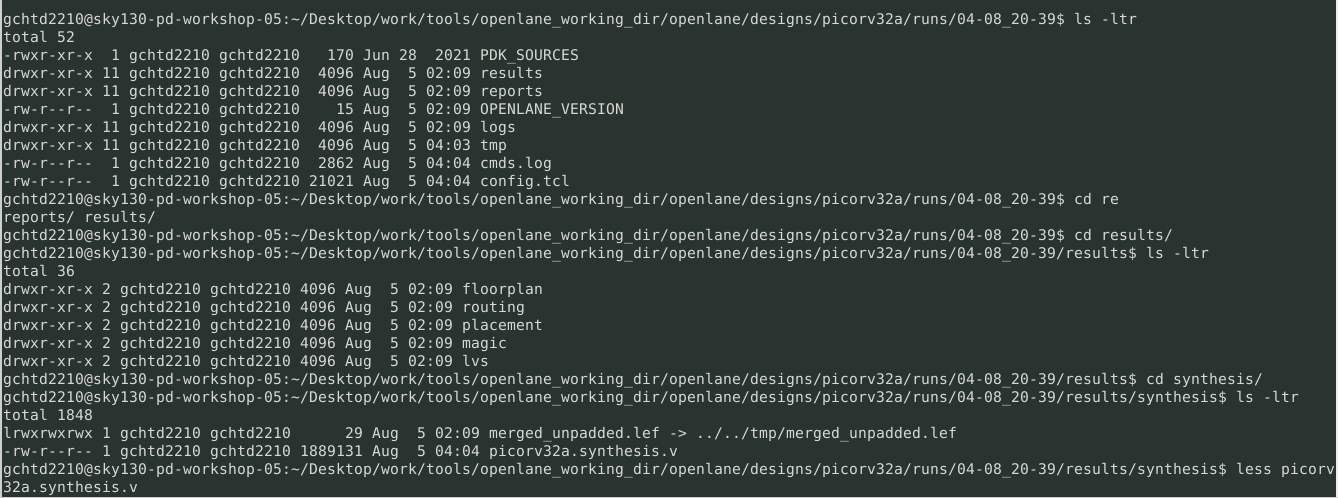 gchtd2210@sky130-pd-workshop-05:~/Desktop/work/tools/openlane_working_dir/openlane/designs/picorv32a/runs/04-08_20-39$ ls -ltr
total 52
-rwxr-xr-x  1 gchtd2210 gchtd2210   170 Jun 28  2021 PDK_SOURCES
drwxr-xr-x 11 gchtd2210 gchtd2210  4096 Aug  5 02:09 results
drwxr-xr-x 11 gchtd2210 gchtd2210  4096 Aug  5 02:09 reports
-rw-r--r--  1 gchtd2210 gchtd2210    15 Aug  5 02:09 OPENLANE_VERSION
drwxr-xr-x 11 gchtd2210 gchtd2210  4096 Aug  5 02:09 logs
drwxr-xr-x 11 gchtd2210 gchtd2210  4096 Aug  5 04:03 tmp
-rw-r--r--  1 gchtd2210 gchtd2210  2862 Aug  5 04:04 cmds.log
-rw-r--r--  1 gchtd2210 gchtd2210 21021 Aug  5 04:04 config.tcl
gchtd2210@sky130-pd-workshop-05:~/Desktop/work/tools/openlane_working_dir/openlane/designs/picorv32a/runs/04-08_20-39$ cd re
reports/ results/
gchtd2210@sky130-pd-workshop-05:~/Desktop/work/tools/openlane_working_dir/openlane/designs/picorv32a/runs/04-08_20-39$ cd results/
gchtd2210@sky130-pd-workshop-05:~/Desktop/work/tools/openlane_working_dir/openlane/designs/picorv32a/runs/04-08_20-39/results$ ls -ltr
total 36
drwxr-xr-x 2 gchtd2210 gchtd2210 4096 Aug  5 02:09 floorplan
drwxr-xr-x 2 gchtd2210 gchtd2210 4096 Aug  5 02:09 routing
drwxr-xr-x 2 gchtd2210 gchtd2210 4096 Aug  5 02:09 placement
drwxr-xr-x 2 gchtd2210 gchtd2210 4096 Aug  5 02:09 magic
drwxr-xr-x 2 gchtd2210 gchtd2210 4096 Aug  5 02:09 lvs
gchtd2210@sky130-pd-workshop-05:~/Desktop/work/tools/openlane_working_dir/openlane/designs/picorv32a/runs/04-08_20-39/results$ cd synthesis/
gchtd2210@sky130-pd-workshop-05:~/Desktop/work/tools/openlane_working_dir/openlane/designs/picorv32a/runs/04-08_20-39/results/synthesis$ ls -ltr
total 1848
lrwxrwxrwx 1 gchtd2210 gchtd2210      29 Aug  5 02:09 merged_unpadded.lef -> ../../tmp/merged_unpadded.lef
-rw-r--r-- 1 gchtd2210 gchtd2210 1889131 Aug  5 04:04 picorv32a.synthesis.v
gchtd2210@sky130-pd-workshop-05:~/Desktop/work/tools/openlane_working_dir/openlane/designs/picorv32a/runs/04-08_20-39/results/synthesis$ less picorv
32a.synthesis.v